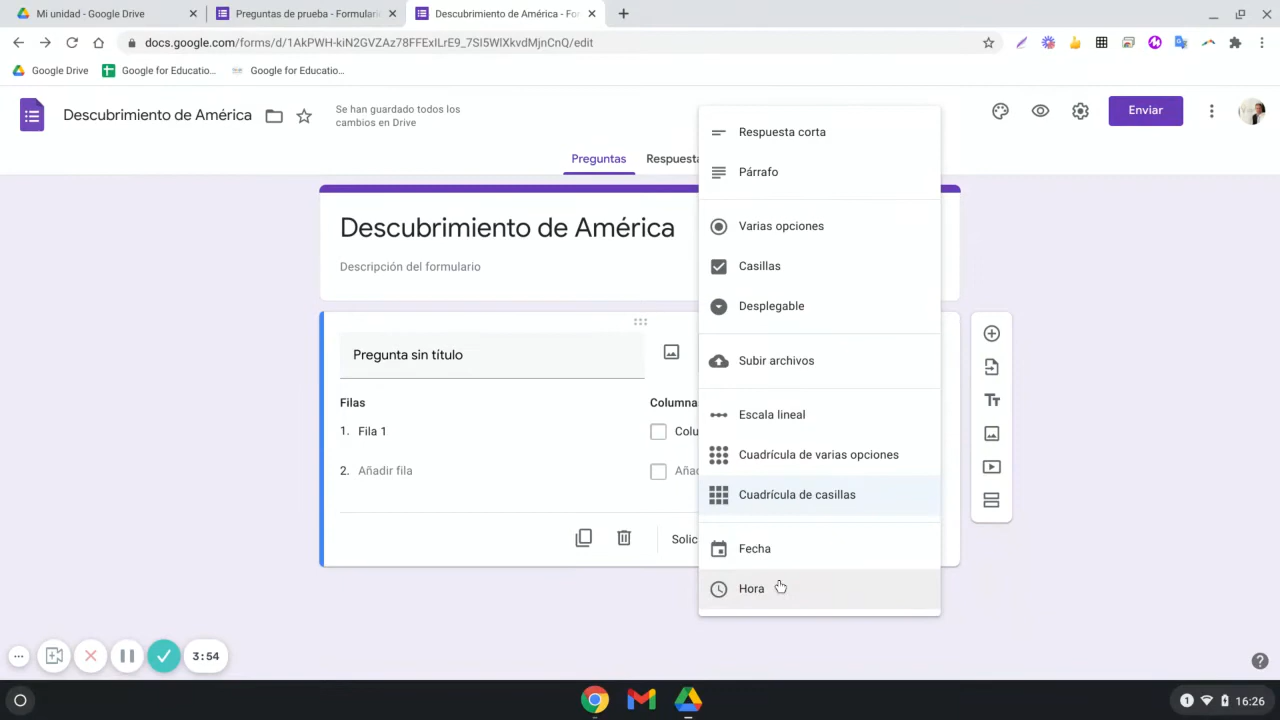 Mi unidad - Google Drive
Preguntas de prueba - Formulari
Descubrimiento de América - Fo
docs.google.com/forms/d/1AkPWH-kiN2GVZAz78FFExILrE9_7SI5WlXkvdMjnCnQ/edit
Google Drive
Google for Educatio...
Google for Educatio...
Descubrimiento de América
Se han guardado todos los
cambios en Drive
Enviar
Preguntas
Respuesta
Descubrimiento de América
Descripción del formulario
Pregunta sin título
Filas
1. Fila 1
2. Añadir fila
Columna
Colu
Añad
Solic
Respuesta corta
Párrafo
Varias opciones
Casillas
Desplegable
Subir archivos
Escala lineal
Cuadrícula de varias opciones
Cuadrícula de casillas
Fecha
Hora
Tт
3:54
1
16:26